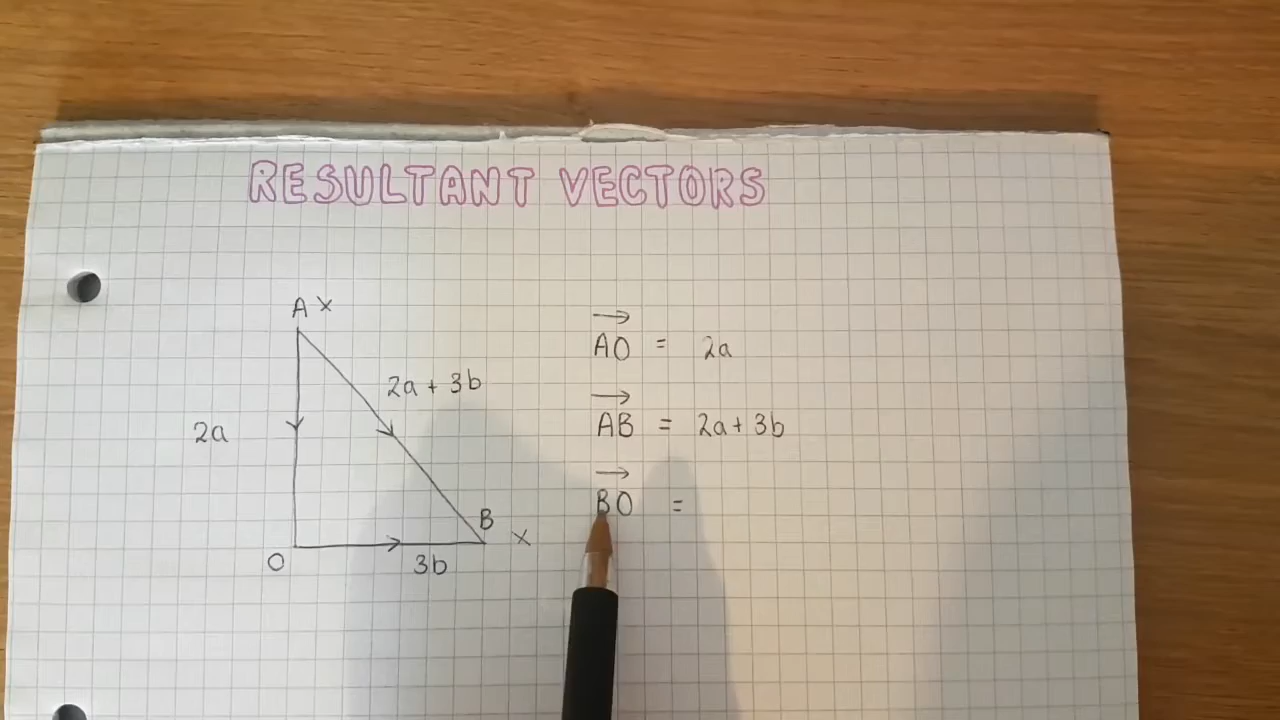 RESULTANT VECTORS
A X
2a + 3b
2a
B
X
O
3b
AO = 2a
AB = 2a + 3b
BO =